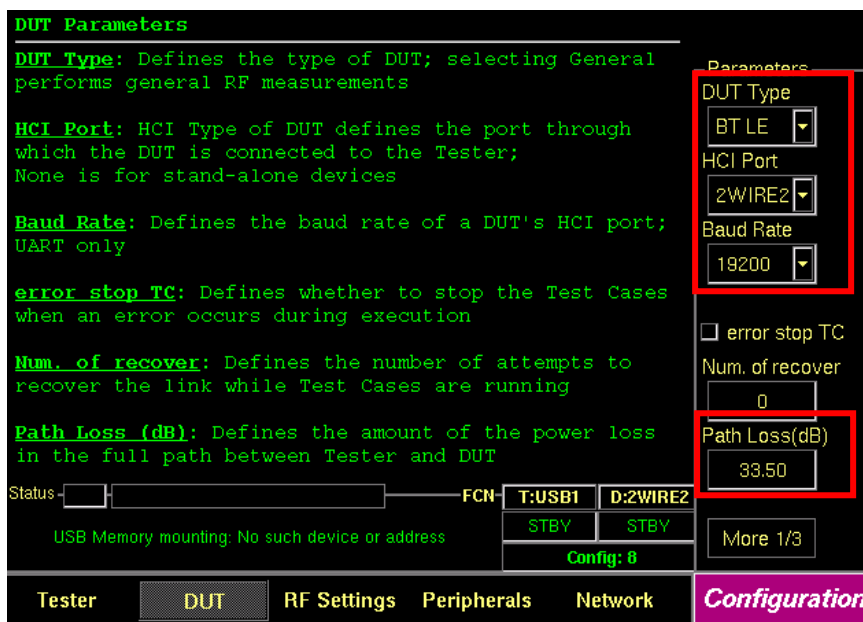 DUT Parameters
DUT Type: Defines the type of DUT; selecting General
performs general RF measurements
HCI Port: HCI Type of DUT defines the port through
which the DUT is connected to the Tester;
None is for stand-alone devices
Baud Rate: Defines the baud rate of a DUT's HCI port;
UART only
error stop TC: Defines whether to stop the Test Cases
when an error occurs during execution
Num. of recover: Defines the number of attempts to
recover the link while Test Cases are running
Path Loss (dB): Defines the amount of the power loss
in the full path between Tester and DUT
Parameters
DUT Type
BT LE
HCI Port
2WIRE2
Baud Rate
19200
error stop TC
Num. of recover
0
Path Loss(dB)
33.50
More 1/3
Status
FCN
T:USB1 D:2WIRE2
STBY STBY
USB Memory mounting: No such device or address
Config: 8
Tester DUT RF Settings Peripherals Network Configuration